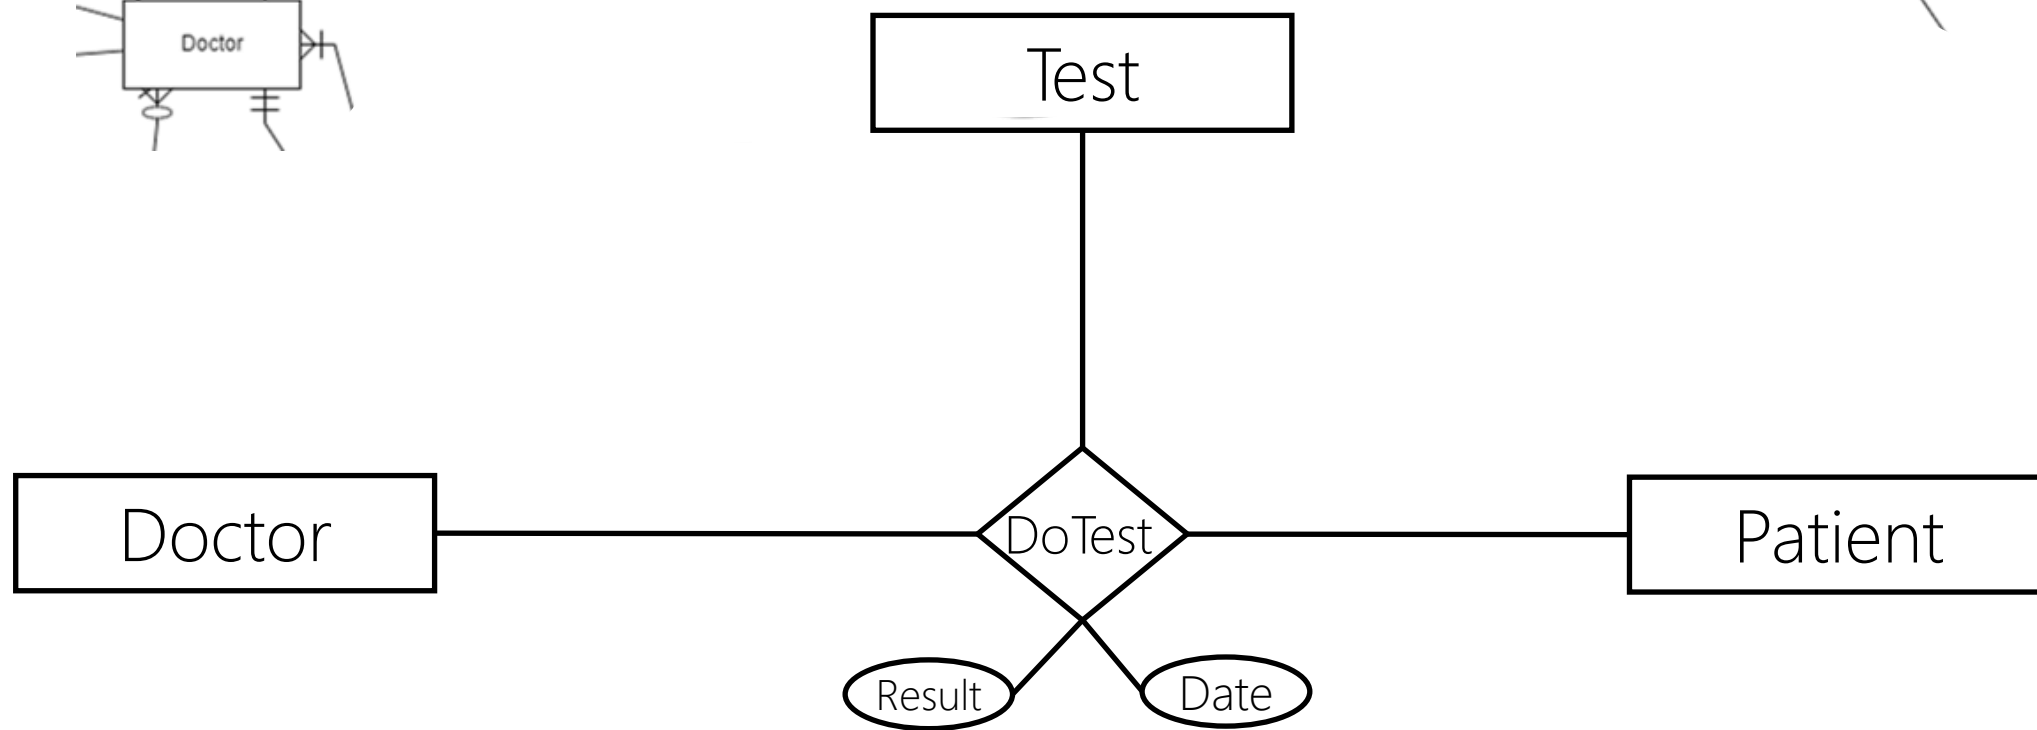 Doctor
Test
Doctor
DoTest
Patient
Result
Date